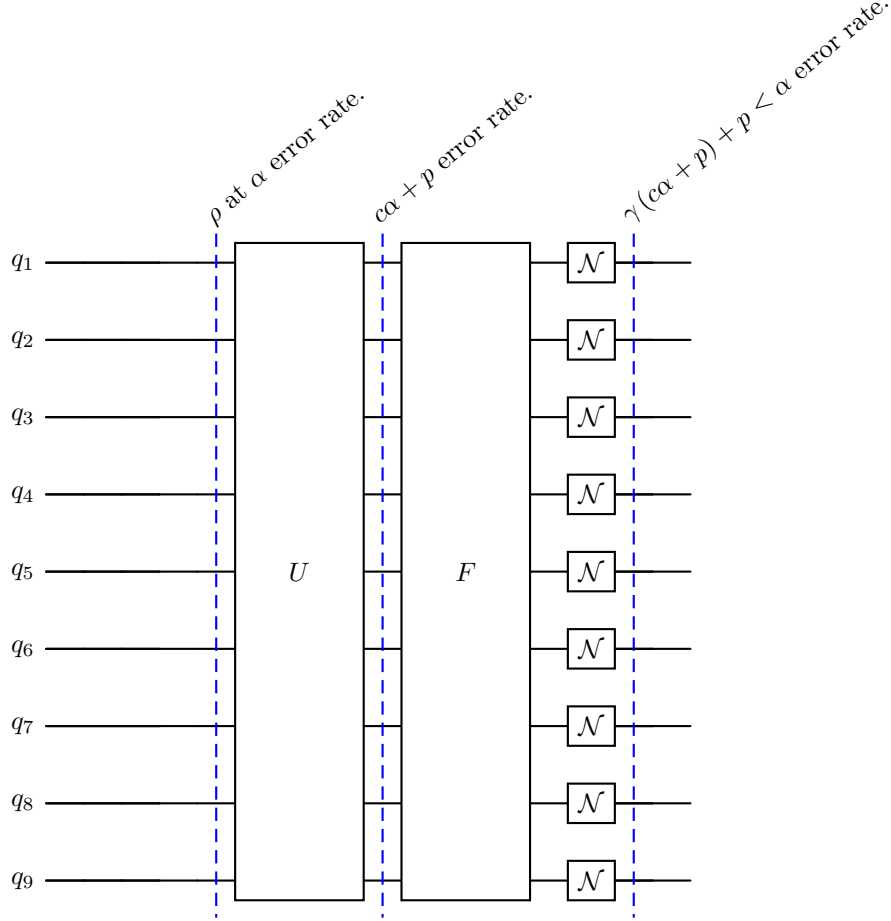 ρ at α error rate.
cα + p error rate.
γ (cα + p) + p < α error rate.
q₁ 𝒩
q₂ 𝒩
q₃ 𝒩
q₄ 𝒩
q₅ U F 𝒩
q₆ 𝒩
q₇ 𝒩
q₈ 𝒩
q₉ 𝒩